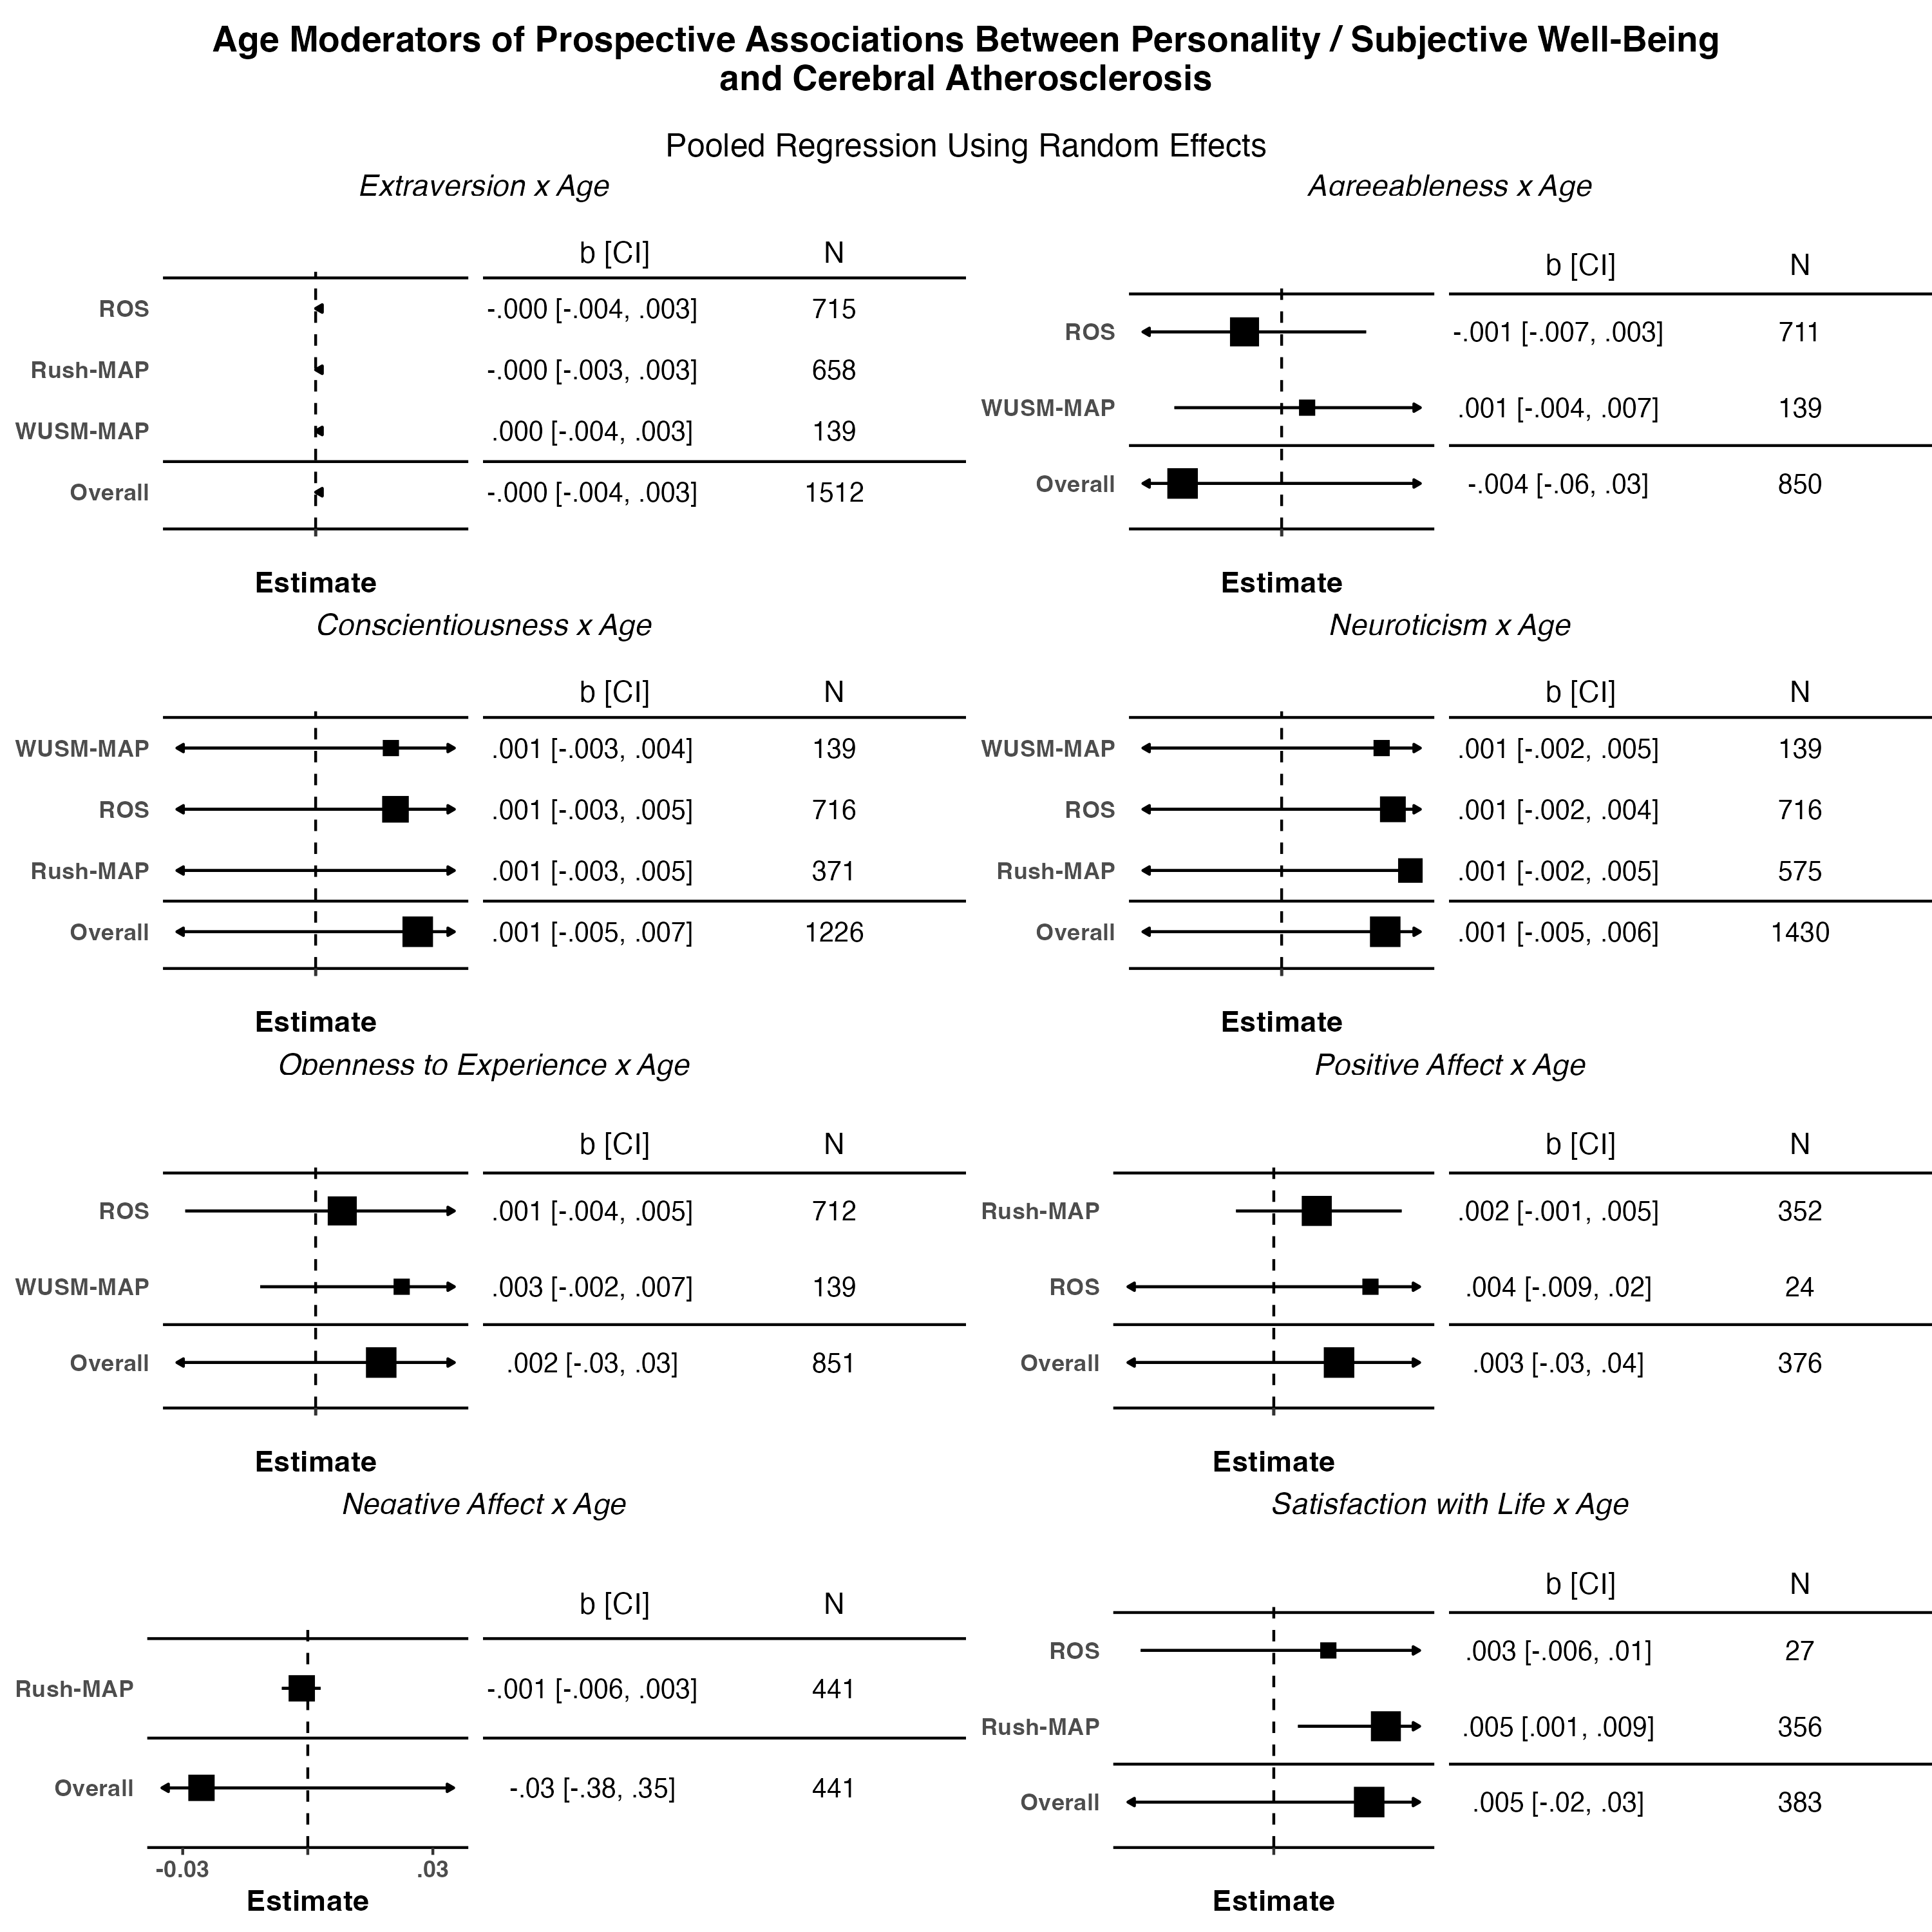 Age Moderators of Prospective Associations Between Personality / Subjective Well-Being
and Cerebral Atherosclerosis
Pooled Regression Using Random Effects
Extraversion x Age
b [CI] N
ROS -.000 [-.004, .003] 715
Rush-MAP -.000 [-.003, .003] 658
WUSM-MAP .000 [-.004, .003] 139
Overall -.000 [-.004, .003] 1512
Estimate
Agreeableness x Age
b [CI] N
ROS -.001 [-.007, .003] 711
WUSM-MAP .001 [-.004, .007] 139
Overall -.004 [-.06, .03] 850
Estimate
Conscientiousness x Age
b [CI] N
WUSM-MAP .001 [-.003, .004] 139
ROS .001 [-.003, .005] 716
Rush-MAP .001 [-.003, .005] 371
Overall .001 [-.005, .007] 1226
Estimate
Neuroticism x Age
b [CI] N
WUSM-MAP .001 [-.002, .005] 139
ROS .001 [-.002, .004] 716
Rush-MAP .001 [-.002, .005] 575
Overall .001 [-.005, .006] 1430
Estimate
Openness to Experience x Age
b [CI] N
ROS .001 [-.004, .005] 712
WUSM-MAP .003 [-.002, .007] 139
Overall .002 [-.03, .03] 851
Estimate
Positive Affect x Age
b [CI] N
Rush-MAP .002 [-.001, .005] 352
ROS .004 [-.009, .02] 24
Overall .003 [-.03, .04] 376
Estimate
Negative Affect x Age
b [CI] N
Rush-MAP -.001 [-.006, .003] 441
Overall -.03 [-.38, .35] 441
-0.03 .03
Estimate
Satisfaction with Life x Age
b [CI] N
ROS .003 [-.006, .01] 27
Rush-MAP .005 [.001, .009] 356
Overall .005 [-.02, .03] 383
Estimate